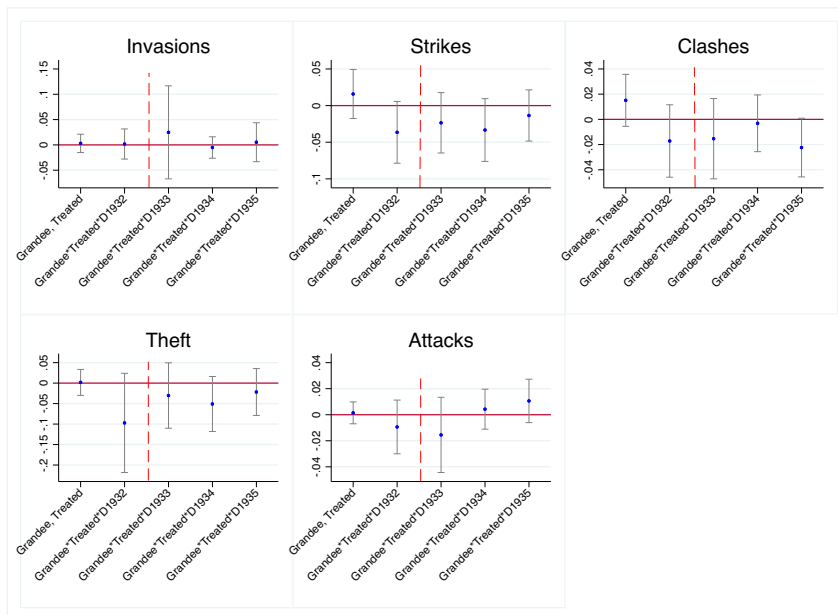 Invasions
.15
.1
.05
0
-.05
Grandee, Treated
Grandee*Treated*D1932
Grandee*Treated*D1933
Grandee*Treated*D1934
Grandee*Treated*D1935
Strikes
.05
0
-.05
-.1
Grandee, Treated
Grandee*Treated*D1932
Grandee*Treated*D1933
Grandee*Treated*D1934
Grandee*Treated*D1935
Clashes
.04
.02
0
-.02
-.04
Grandee, Treated
Grandee*Treated*D1932
Grandee*Treated*D1933
Grandee*Treated*D1934
Grandee*Treated*D1935
Theft
.05
0
-.05
-.1
-.15
-.2
Grandee, Treated
Grandee*Treated*D1932
Grandee*Treated*D1933
Grandee*Treated*D1934
Grandee*Treated*D1935
Attacks
.04
.02
0
-.02
-.04
Grandee, Treated
Grandee*Treated*D1932
Grandee*Treated*D1933
Grandee*Treated*D1934
Grandee*Treated*D1935